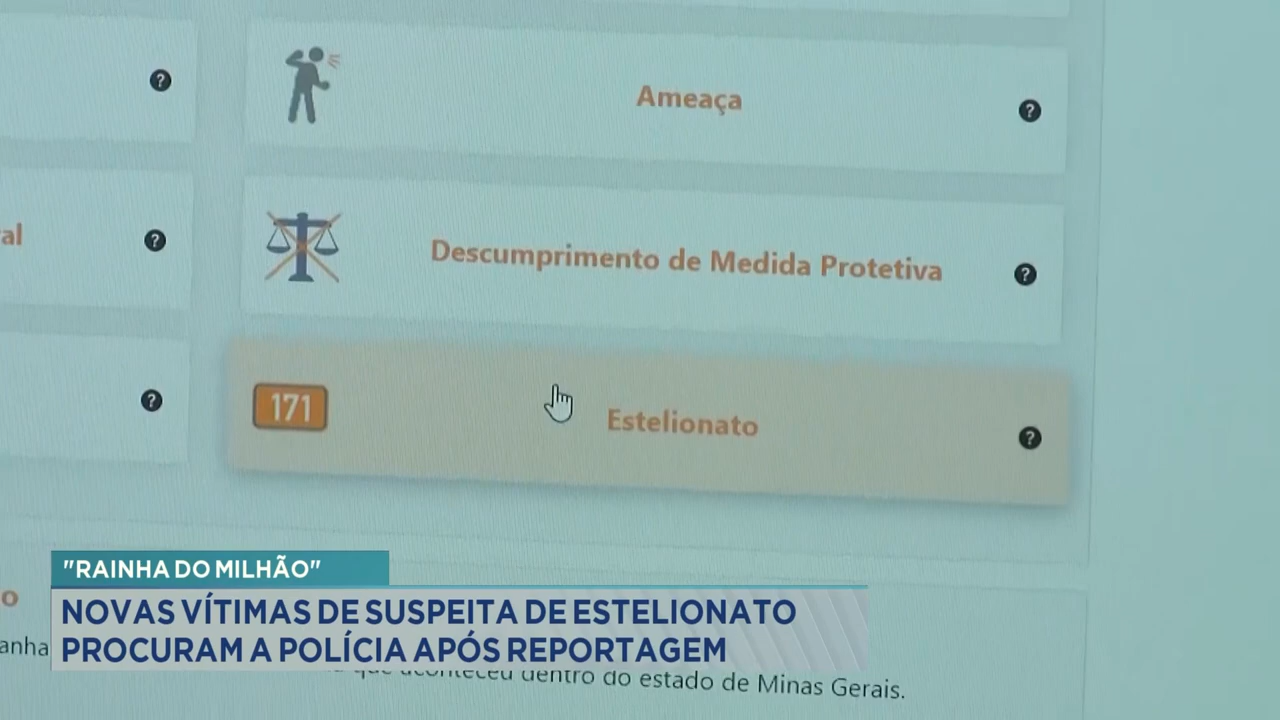 Ameaça
al
Descumprimento de Medida Protetiva
171
Estelionato
"RAINHA DO MILHÃO"
o
NOVAS VÍTIMAS DE SUSPEITA DE ESTELIONATO
PROCURAM A POLÍCIA APÓS REPORTAGEM
anha
que aconteceu dentro do estado de Minas Gerais.